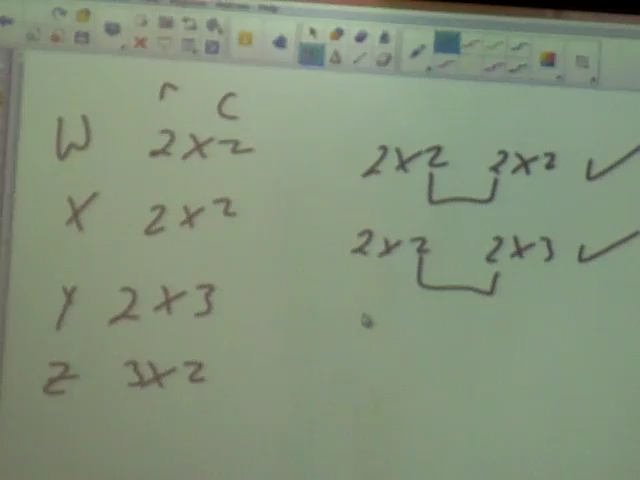 r C
W 2x2
X 2x2
Y 2x3
Z 3x2
2x2 2x2 ✓
2x2 2x3 ✓